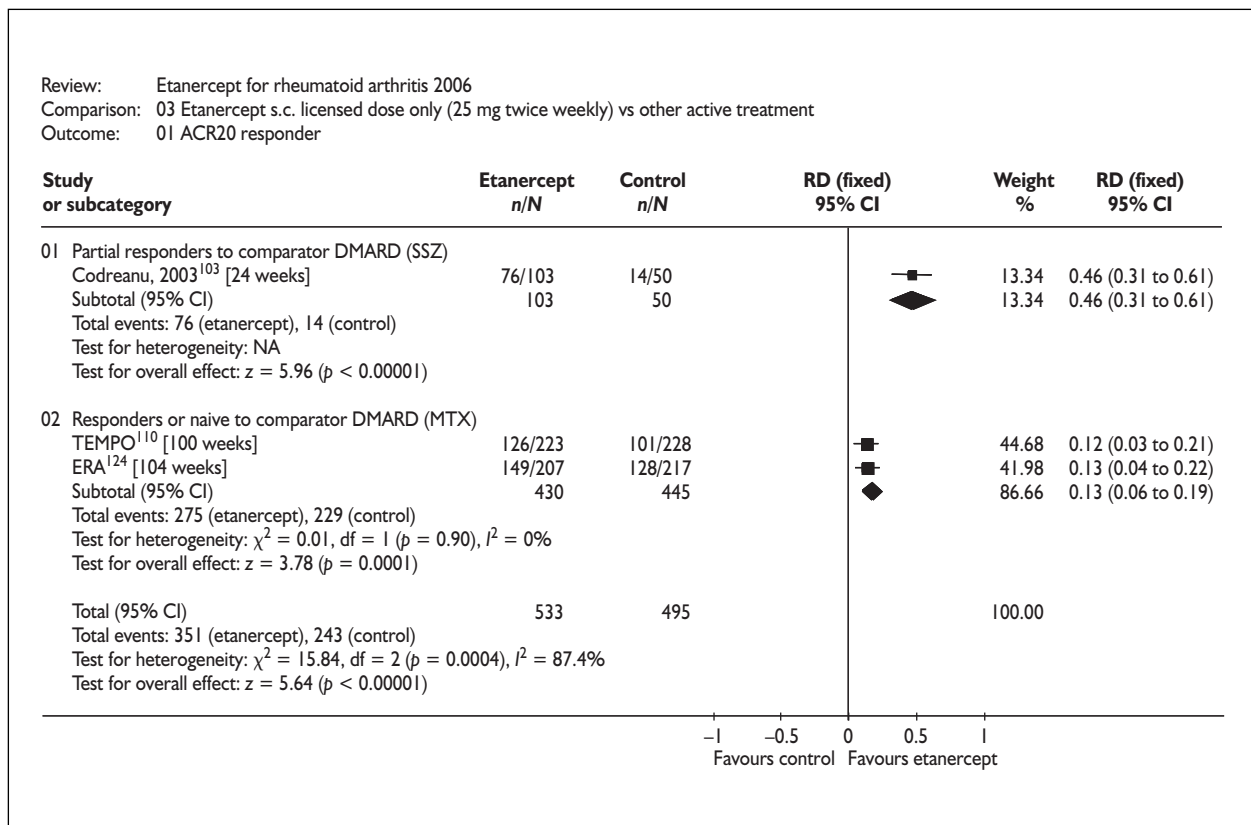 Review: Etanercept for rheumatoid arthritis 2006
Comparison: 03 Etanercept s.c. licensed dose only (25 mg twice weekly) vs other active treatment
Outcome: 01 ACR20 responder
Study Etanercept Control RD (fixed) Weight RD (fixed)
or subcategory n/N n/N 95% CI % 95% CI
01 Partial responders to comparator DMARD (SSZ)
Codreanu, 2003¹⁰³ [24 weeks] 76/103 14/50 13.34 0.46 (0.31 to 0.61)
Subtotal (95% CI) 103 50 13.34 0.46 (0.31 to 0.61)
Total events: 76 (etanercept), 14 (control)
Test for heterogeneity: NA
Test for overall effect: z = 5.96 (p < 0.00001)
02 Responders or naive to comparator DMARD (MTX)
TEMPO¹¹⁰ [100 weeks] 126/223 101/228 44.68 0.12 (0.03 to 0.21)
ERA¹²⁴ [104 weeks] 149/207 128/217 41.98 0.13 (0.04 to 0.22)
Subtotal (95% CI) 430 445 86.66 0.13 (0.06 to 0.19)
Total events: 275 (etanercept), 229 (control)
Test for heterogeneity: χ² = 0.01, df = 1 (p = 0.90), I² = 0%
Test for overall effect: z = 3.78 (p = 0.0001)
Total (95% CI) 533 495 100.00
Total events: 351 (etanercept), 243 (control)
Test for heterogeneity: χ² = 15.84, df = 2 (p = 0.0004), I² = 87.4%
Test for overall effect: z = 5.64 (p < 0.00001)
–1 –0.5 0 0.5 1
Favours control Favours etanercept